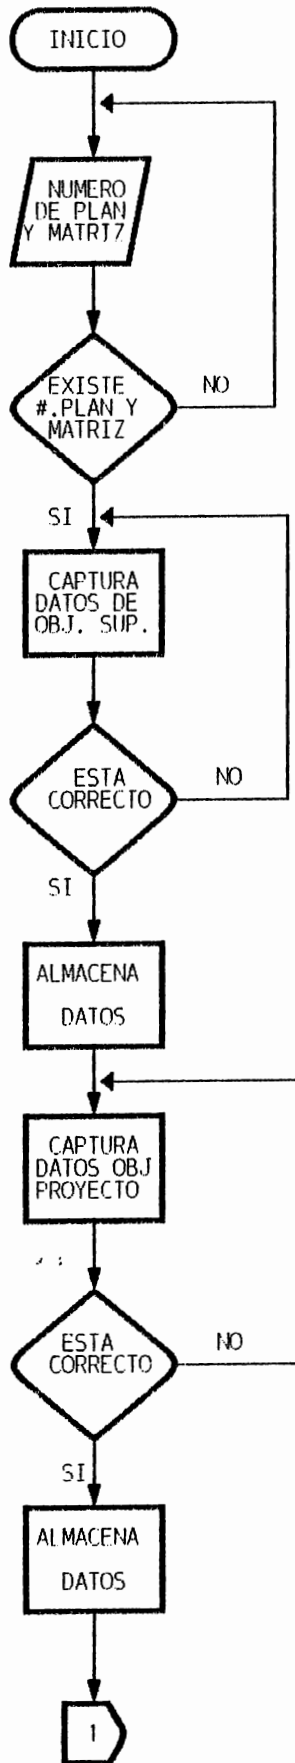 INICIO
NUMERO
DE PLAN
Y MATRIZ
EXISTE
#.PLAN Y
MATRIZ
NO
SI
CAPTURA
DATOS DE
OBJ. SUP.
ESTA
CORRECTO
NO
SI
ALMACENA
DATOS
CAPTURA
DATOS OBJ
PROYECTO
ESTA
CORRECTO
NO
SI
ALMACENA
DATOS
1